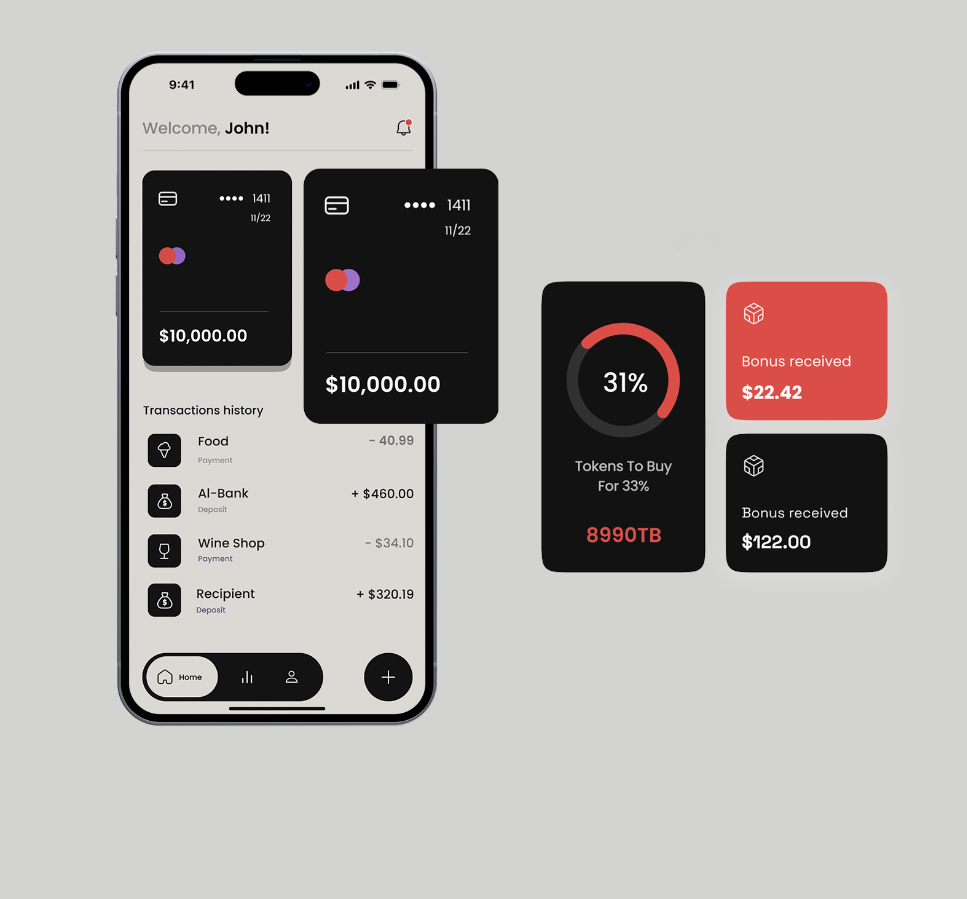 9:41
Welcome, John!
•••• 1411
11/22
$10,000.00
•••• 1411
11/22
$10,000.00
Transactions history
Food - 40.99
Payment
Al-Bank + $460.00
Deposit
Wine Shop - $34.10
Payment
Recipient + $320.19
Deposit
Home
31%
Tokens To Buy
For 33%
8990TB
Bonus received
$22.42
Bonus received
$122.00